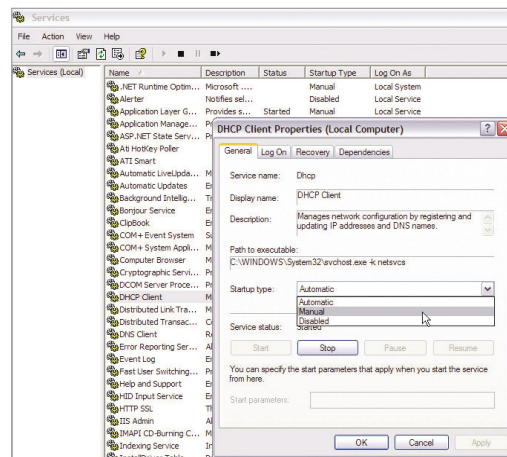 Services
File Action View Help
Services (Local)
Name Description Status Startup Type Log On As
.NET Runtime Optim... Microsoft .... Manual Local System
Alerter Notifies sel... Disabled Local Service
Application Layer G... Provides s... Started Manual Local Service
Application Manage...
ASP.NET State Serv...
Ati HotKey Poller
ATI Smart
Automatic LiveUpda...
Automatic Updates
Background Intellig...
Bonjour Service
ClipBook
COM+ Event System
COM+ System Appli...
Computer Browser
Cryptographic Servi...
DCOM Server Proce...
DHCP Client
Distributed Link Tra...
Distributed Transac...
DNS Client
Error Reporting Ser...
Event Log
Fast User Switching...
Help and Support
HID Input Service
HTTP SSL
IIS Admin
IMAPI CD-Burning C...
Indexing Service
DHCP Client Properties (Local Computer)
General Log On Recovery Dependencies
Service name: Dhcp
Display name: DHCP Client
Description: Manages network configuration by registering and
updating IP addresses and DNS names.
Path to executable:
C:\WINDOWS\System32\svchost.exe -k netsvcs
Startup type: Automatic
Automatic
Manual
Disabled
Service status: Started
Start Stop Pause Resume
You can specify the start parameters that apply when you start the service
from here.
Start parameters:
OK Cancel Apply